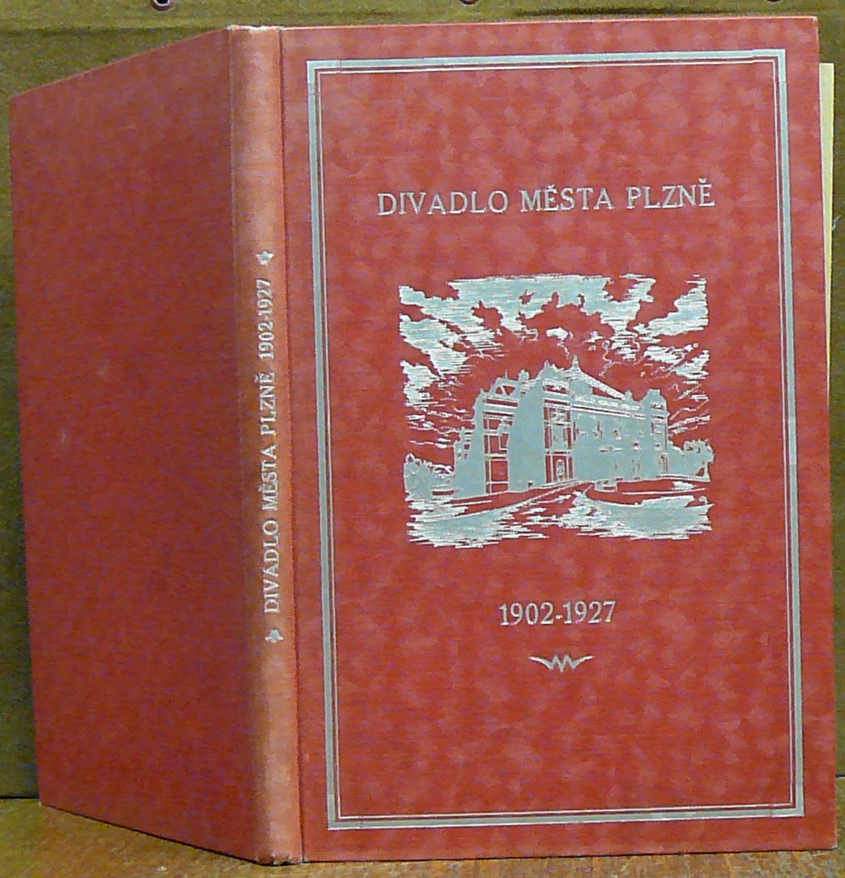 DIVADLO MĚSTA PLZNĚ 1902-1927
DIVADLO MĚSTA PLZNĚ
1902-1927